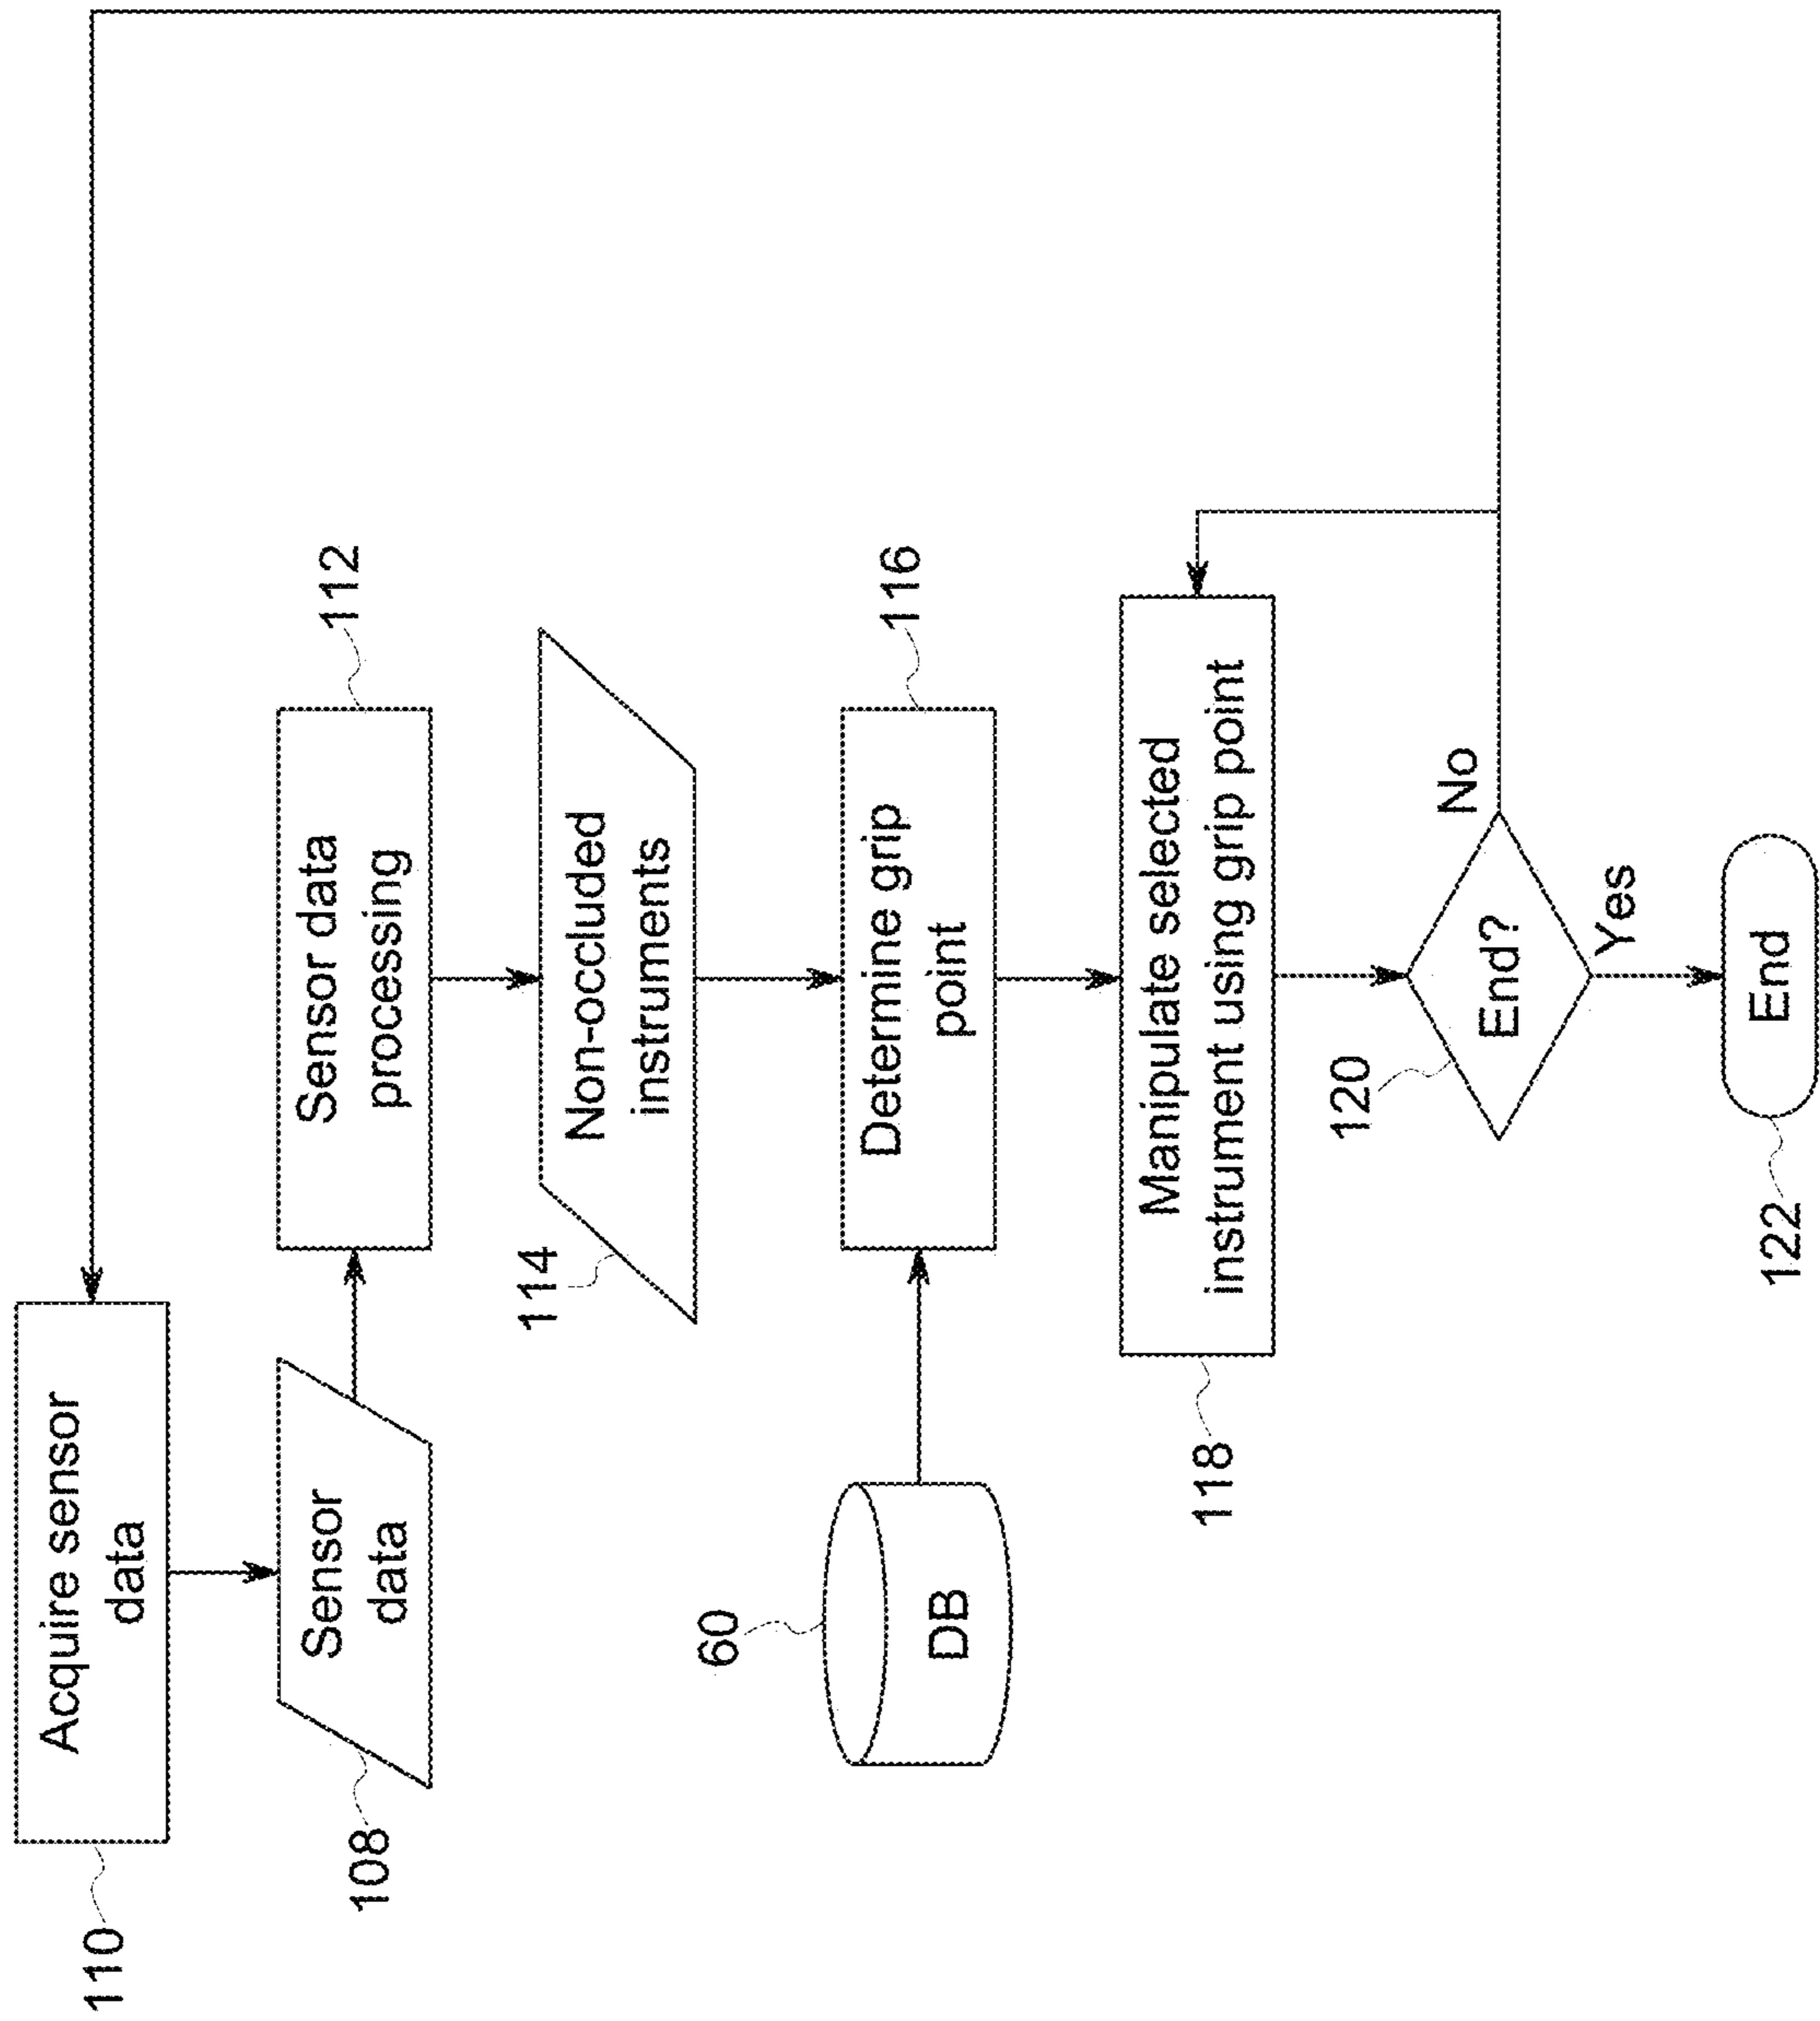 110
Acquire sensor
data
108
Sensor
data
Sensor data
processing
112
114
Non-occluded
instruments
60
DB
Determine grip
point
116
118
Manipulate selected
instrument using grip point
120
End?
No
Yes
122
End